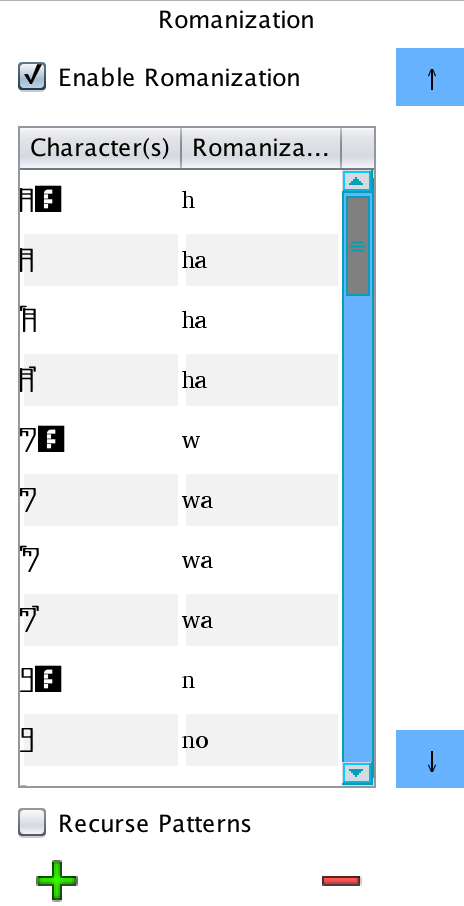 Romanization
Enable Romanization
↑
Character(s) Romaniza...
h
ha
ha
ha
w
wa
wa
wa
n
no
↓
Recurse Patterns